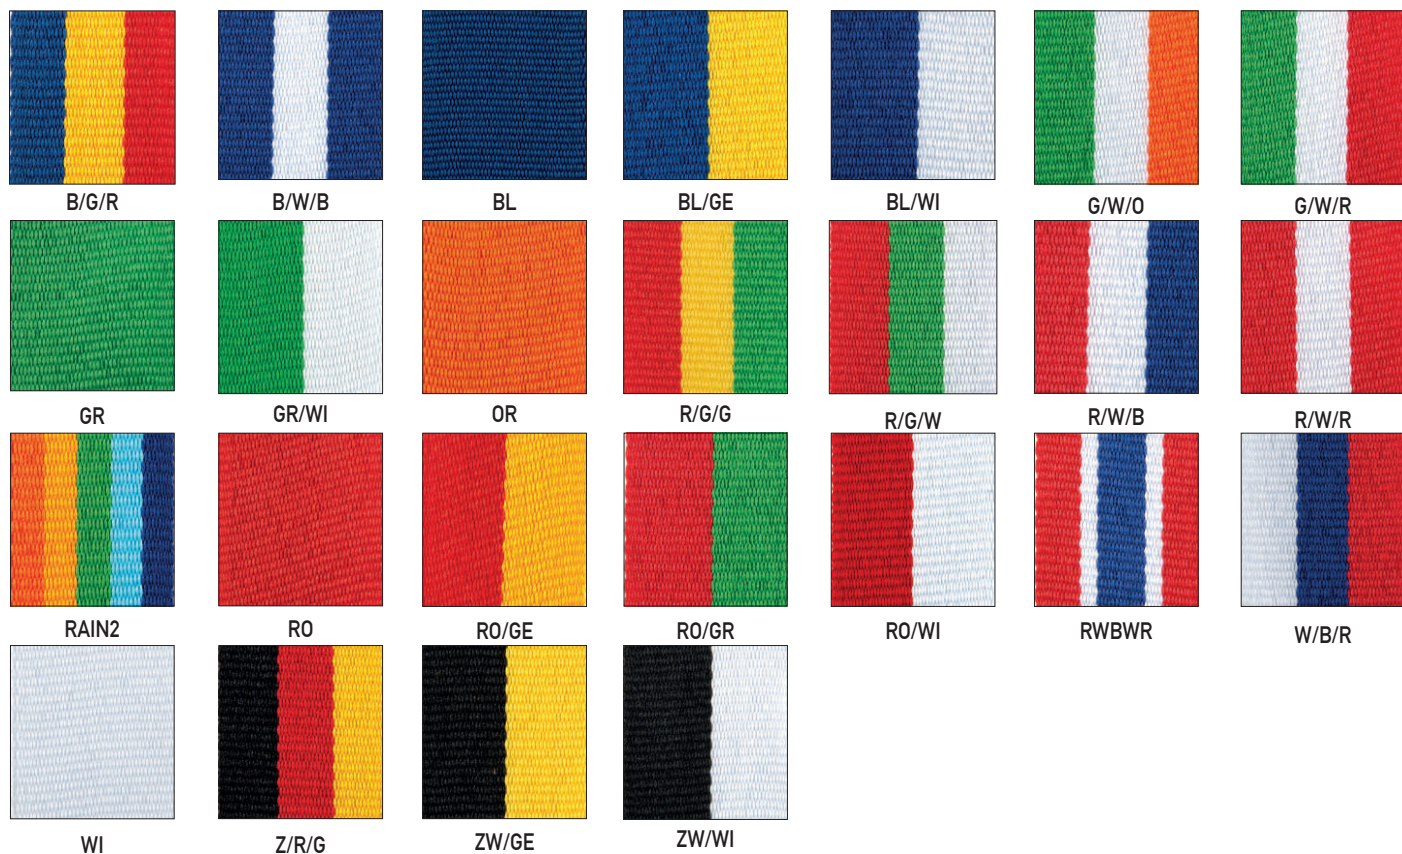 B/G/R
B/W/B
BL
BL/GE
BL/WI
G/W/O
G/W/R
GR
GR/WI
OR
R/G/G
R/G/W
R/W/B
R/W/R
RAIN2
RO
RO/GE
RO/GR
RO/WI
RWBWR
W/B/R
WI
Z/R/G
ZW/GE
ZW/WI